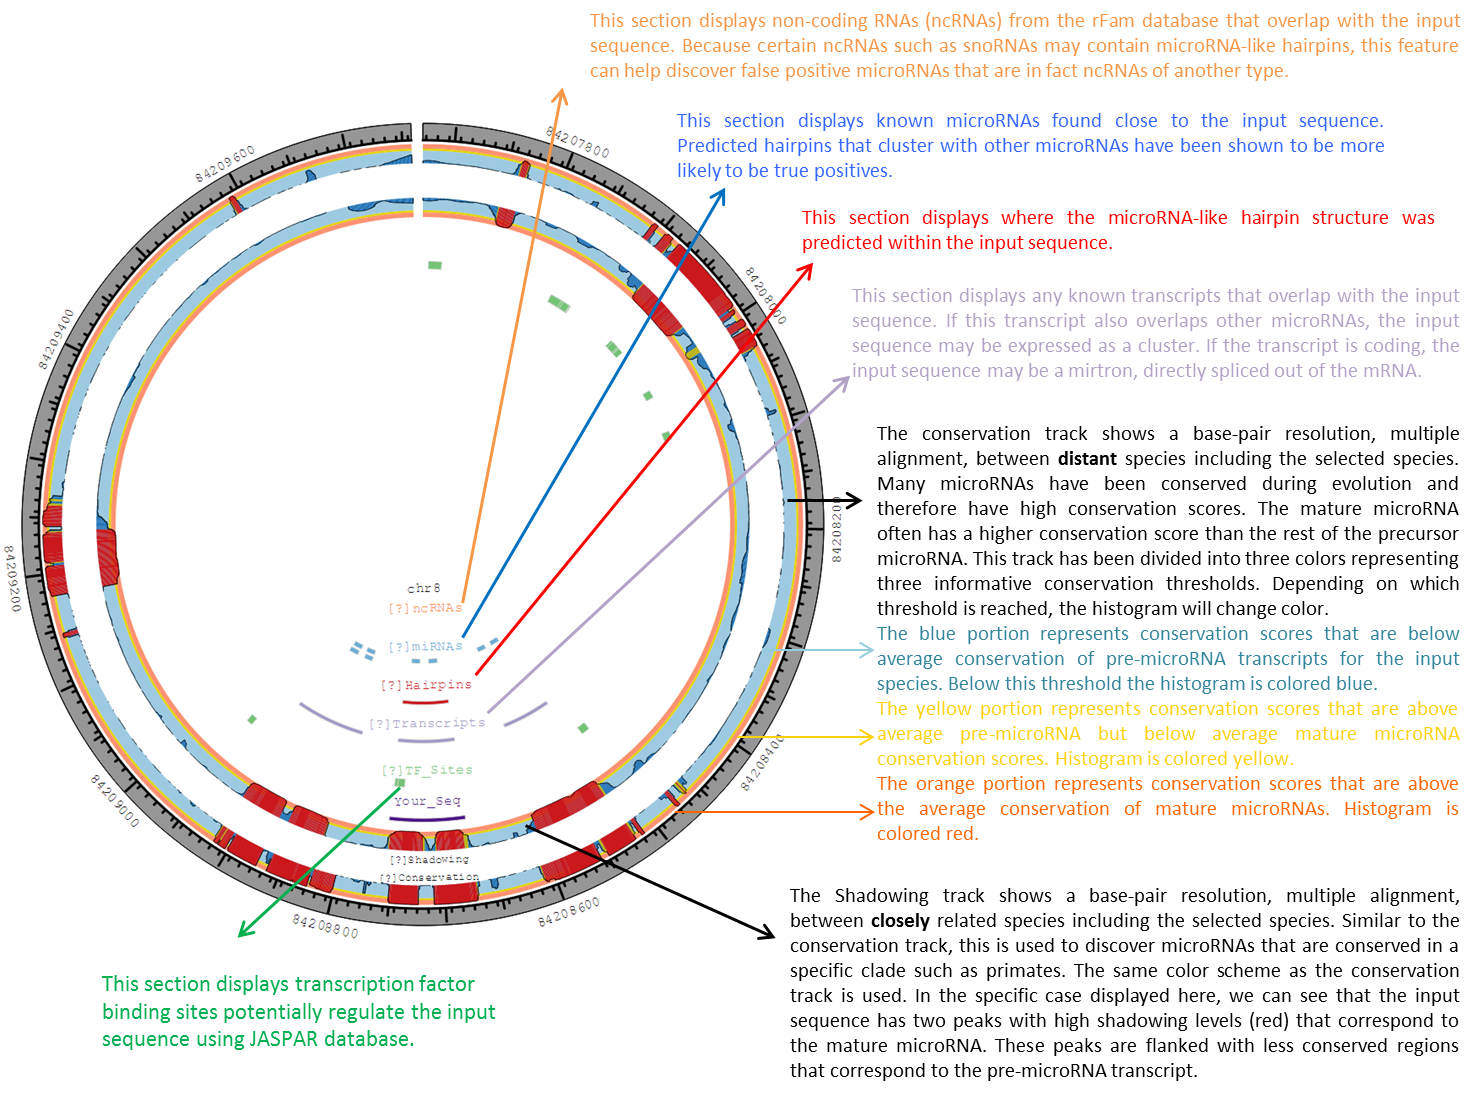 This section displays non-coding RNAs (ncRNAs) from the rFam database that overlap with the input
sequence. Because certain ncRNAs such as snoRNAs may contain microRNA-like hairpins, this feature
can help discover false positive microRNAs that are in fact ncRNAs of another type.
This section displays known microRNAs found close to the input sequence.
Predicted hairpins that cluster with other microRNAs have been shown to be more
likely to be true positives.
This section displays where the microRNA-like hairpin structure was
predicted within the input sequence.
This section displays any known transcripts that overlap with the input
sequence. If this transcript also overlaps other microRNAs, the input
sequence may be expressed as a cluster. If the transcript is coding, the
input sequence may be a mirtron, directly spliced out of the mRNA.
The conservation track shows a base-pair resolution, multiple
alignment, between distant species including the selected species.
Many microRNAs have been conserved during evolution and
therefore have high conservation scores. The mature microRNA
often has a higher conservation score than the rest of the precursor
microRNA. This track has been divided into three colors representing
three informative conservation thresholds. Depending on which
threshold is reached, the histogram will change color.
The blue portion represents conservation scores that are below
average conservation of pre-microRNA transcripts for the input
species. Below this threshold the histogram is colored blue.
The yellow portion represents conservation scores that are above
average pre-microRNA but below average mature microRNA
conservation scores. Histogram is colored yellow.
The orange portion represents conservation scores that are above
the average conservation of mature microRNAs. Histogram is
colored red.
The Shadowing track shows a base-pair resolution, multiple alignment,
between closely related species including the selected species. Similar to the
conservation track, this is used to discover microRNAs that are conserved in a
specific clade such as primates. The same color scheme as the conservation
track is used. In the specific case displayed here, we can see that the input
sequence has two peaks with high shadowing levels (red) that correspond to
the mature microRNA. These peaks are flanked with less conserved regions
that correspond to the pre-microRNA transcript.
84207800
84208000
84208200
84208400
84208600
84208800
84209000
84209200
84209400
84209600
chr8
[?]ncRNAs
[?]miRNAs
[?]Hairpins
[?]Transcripts
[?]TF_Sites
Your_Seq
[?]Shadowing
[?]Conservation
This section displays transcription factor
binding sites potentially regulate the input
sequence using JASPAR database.